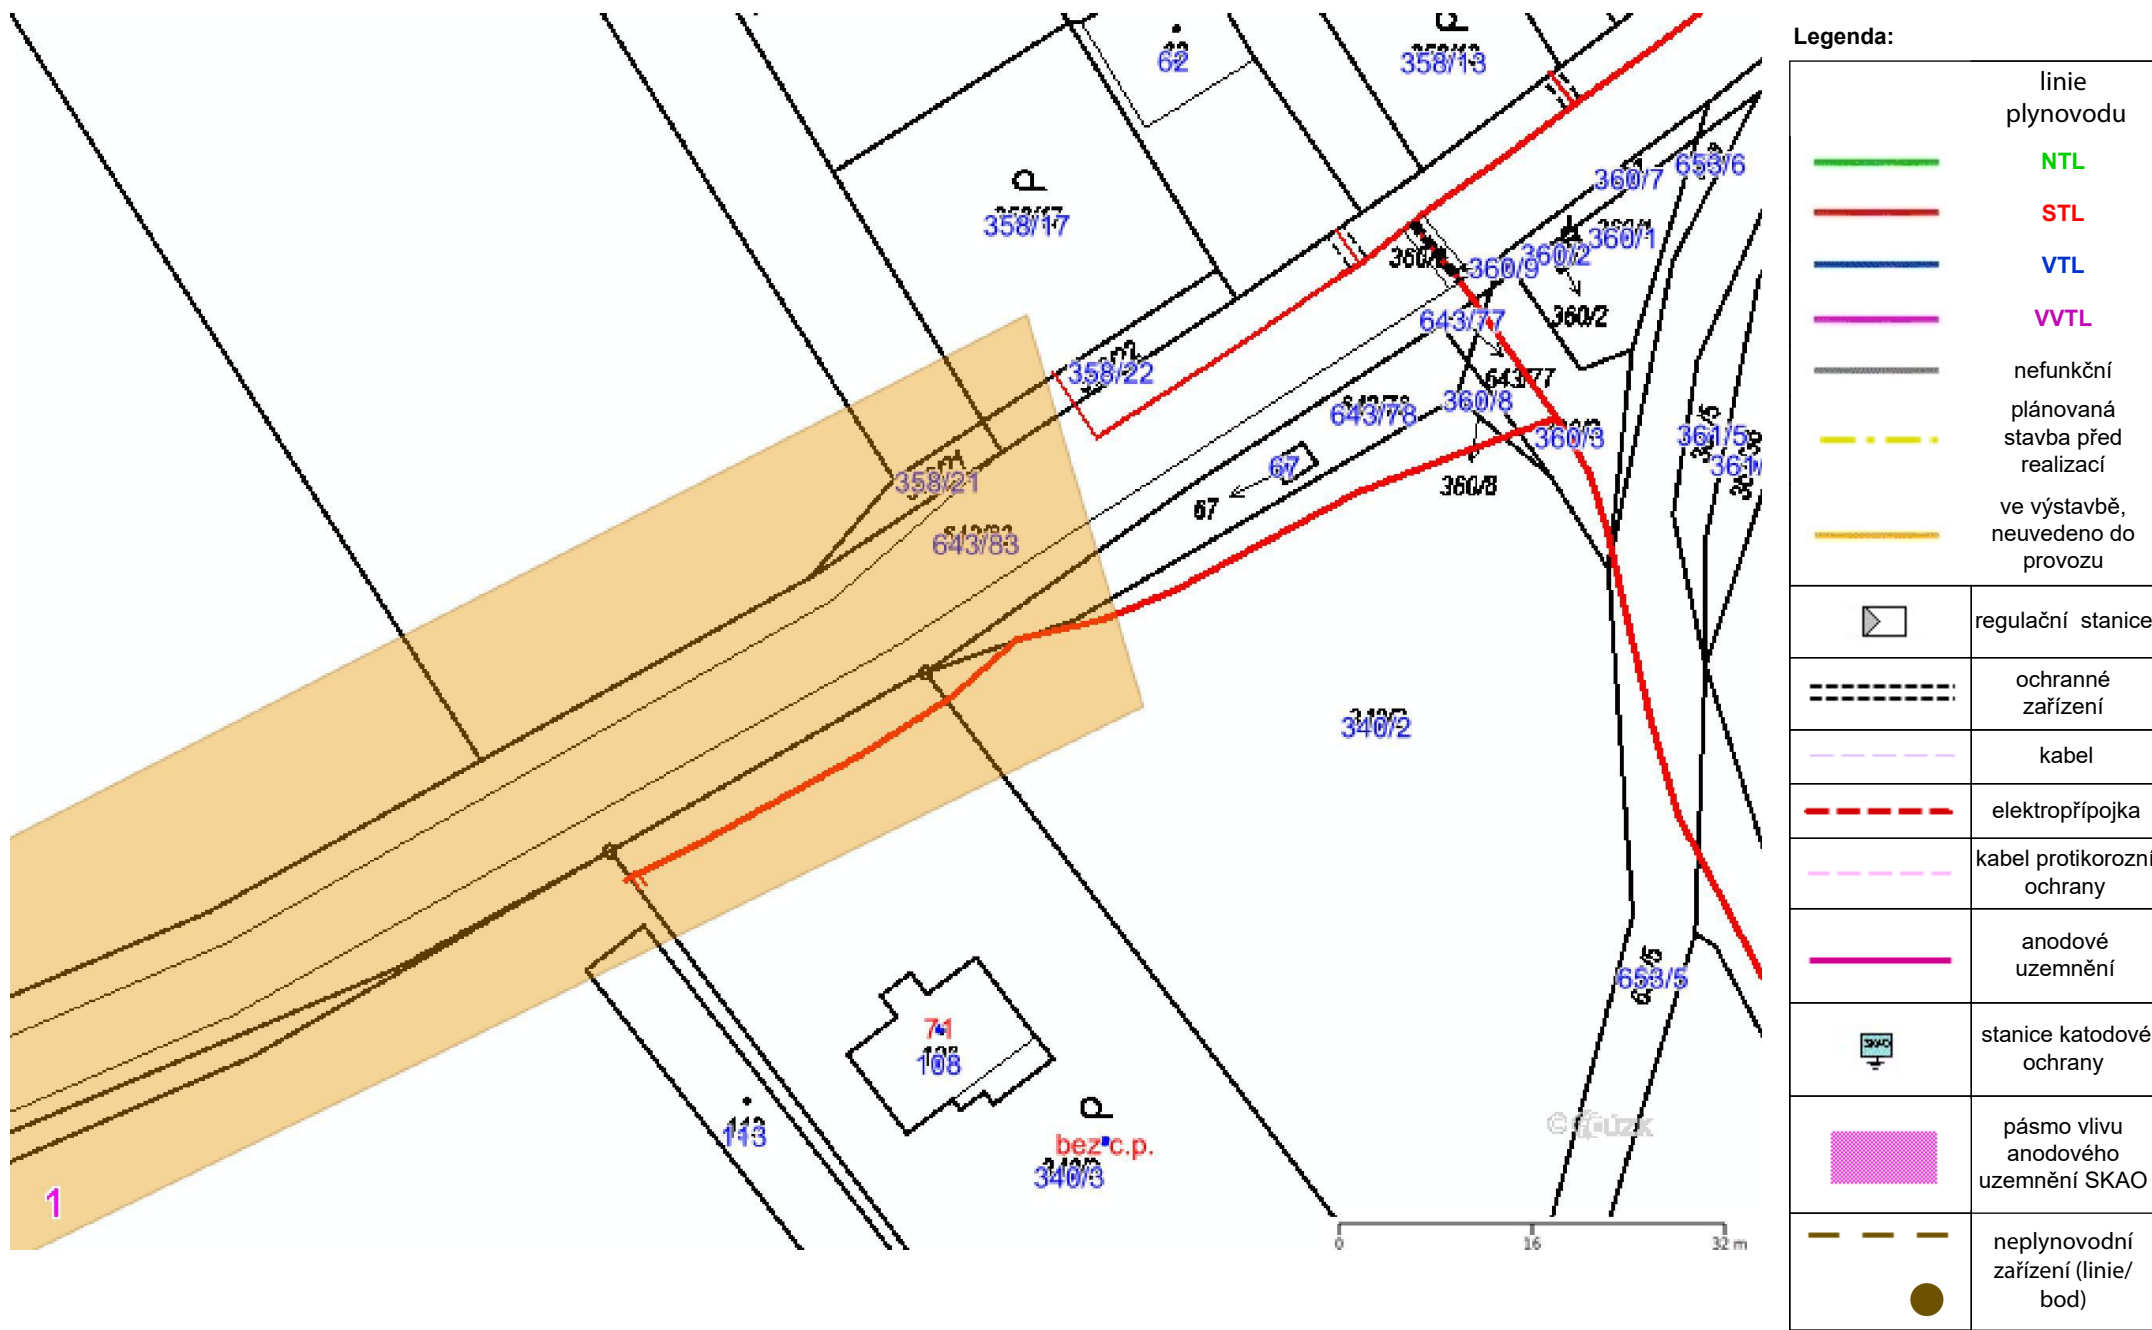 62
358/13
P
358/17
653/6
360/7
360/1
360/2
360/9
360/2
643/77
643/77
358/22
360/8
643/78
360/3
361/5
67
67
360/8
358/21
643/83
340/2
653/5
71
108
P
bez c.p.
340/3
113
1
0 16 32 m
Legenda:
linie
plynovodu
NTL
STL
VTL
VVTL
nefunkční
plánovaná
stavba před
realizací
ve výstavbě,
neuvedeno do
provozu
regulační stanice
ochranné
zařízení
kabel
elektropřípojka
kabel protikorozní
ochrany
anodové
uzemnění
SKAO
stanice katodové
ochrany
pásmo vlivu
anodového
uzemnění SKAO
neplynovodní
zařízení (linie/
bod)